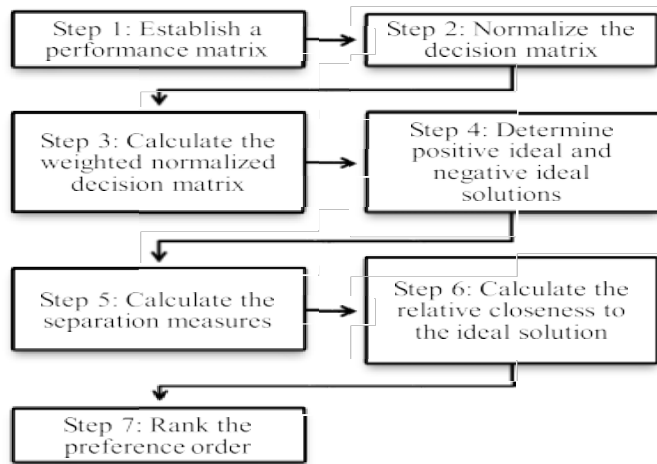 Step 1: Establish a
performance matrix
Step 2: Normalize the
decision matrix
Step 3: Calculate the
weighted normalized
decision matrix
Step 4: Determine
positive ideal and
negative ideal
solutions
Step 5: Calculate the
separation measures
Step 6: Calculate the
relative closeness to
the ideal solution
Step 7: Rank the
preference order